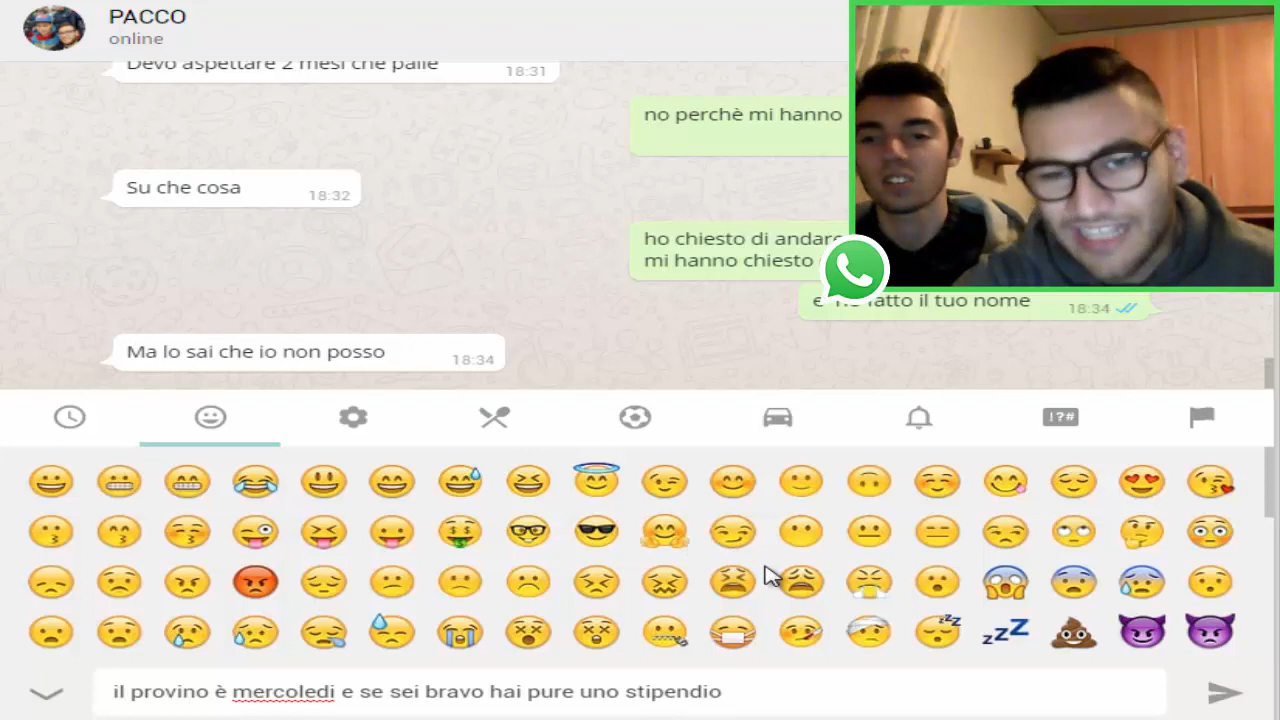 PACCO
online
Devo aspettare 2 mesi che palle 18:31
no perchè mi hanno
Su che cosa 18:32
ho chiesto di andare
mi hanno chiesto
fatto il tuo nome 18:34
Ma lo sai che io non posso 18:34
!?#
il provino è mercoledi e se sei bravo hai pure uno stipendio